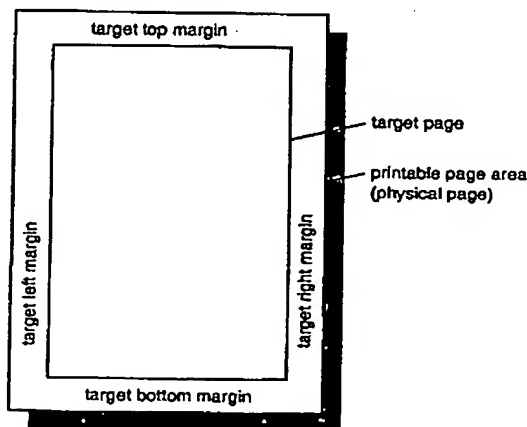 target top margin
target page
printable page area
(physical page)
target left margin
target right margin
target bottom margin